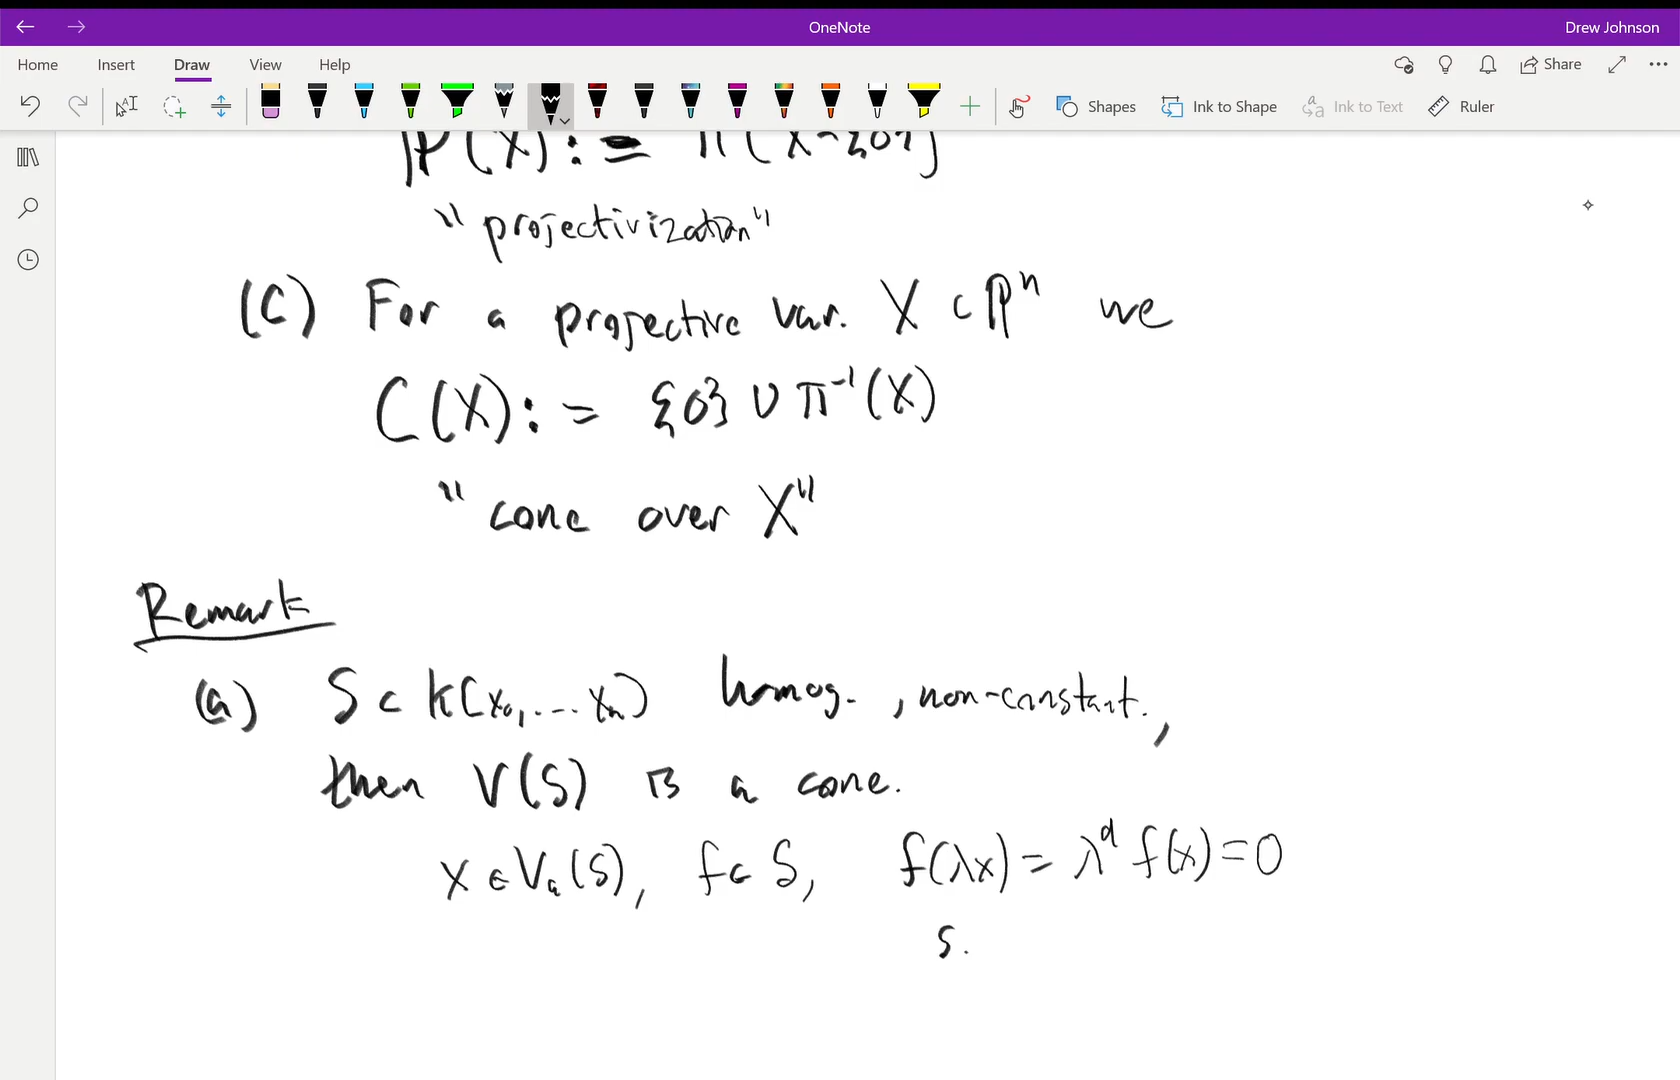 OneNote
Drew Johnson
Home Insert Draw View Help
Share
Shapes Ink to Shape Ink to Text Ruler
ℙ(X) := π(X-{0})
"projectivization"
(C) For a projective var. X ⊂ ℙⁿ we
C(X) := {0} ∪ π⁻¹(X)
"cone over X"
Remark
(a) S ⊂ k(x₀, ... xₙ) homog. , non-constant.,
then V(S) is a cone.
x ∈ Vₐ(S), f ∈ S, f(λx) = λᵈ f(x) = 0
S.